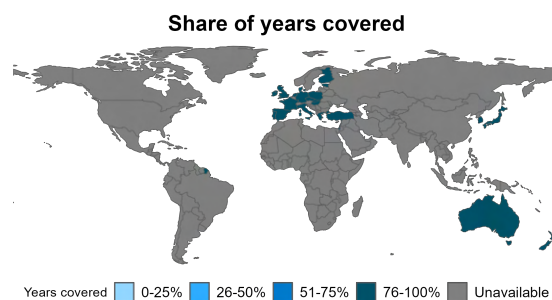 Share of years covered
Years covered 0-25% 26-50% 51-75% 76-100% Unavailable